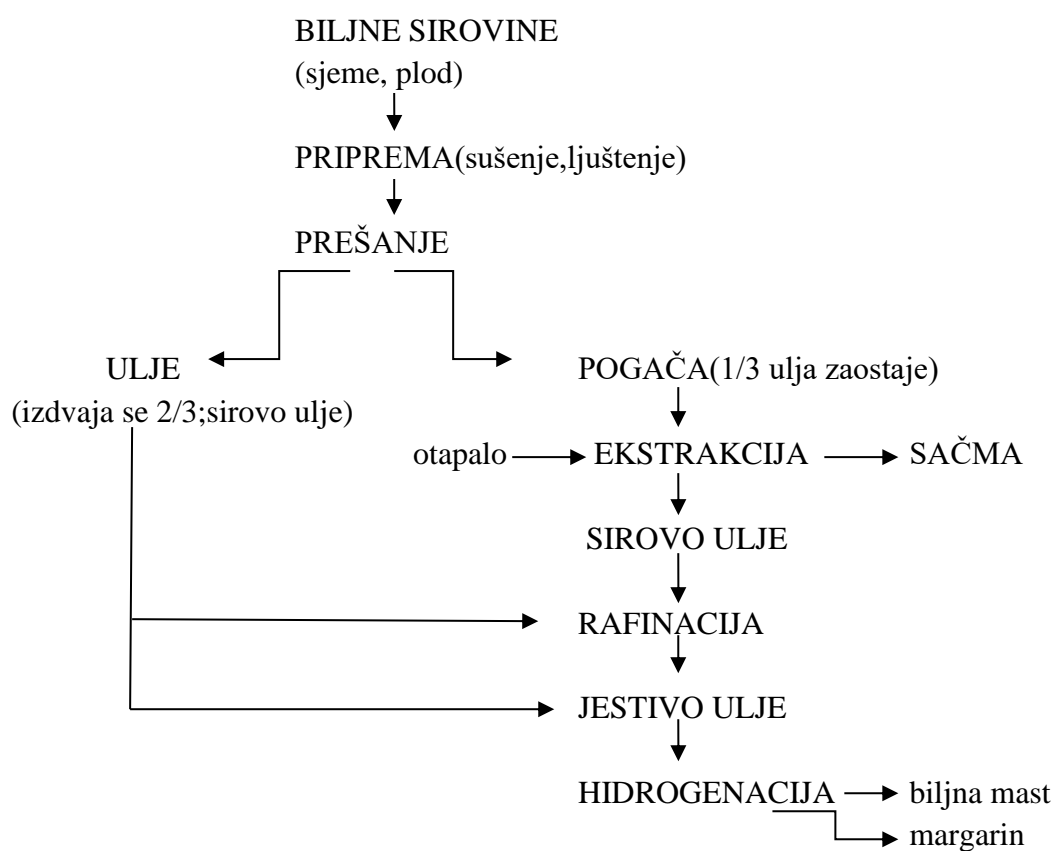 BILJNE SIROVINE
(sjeme, plod)
PRIPREMA(sušenje,ljuštenje)
PREŠANJE
ULJE
(izdvaja se 2/3;sirovo ulje)
POGAČA(1/3 ulja zaostaje)
otapalo
EKSTRAKCIJA
SAČMA
SIROVO ULJE
RAFINACIJA
JESTIVO ULJE
HIDROGENACIJA
biljna mast
margarin